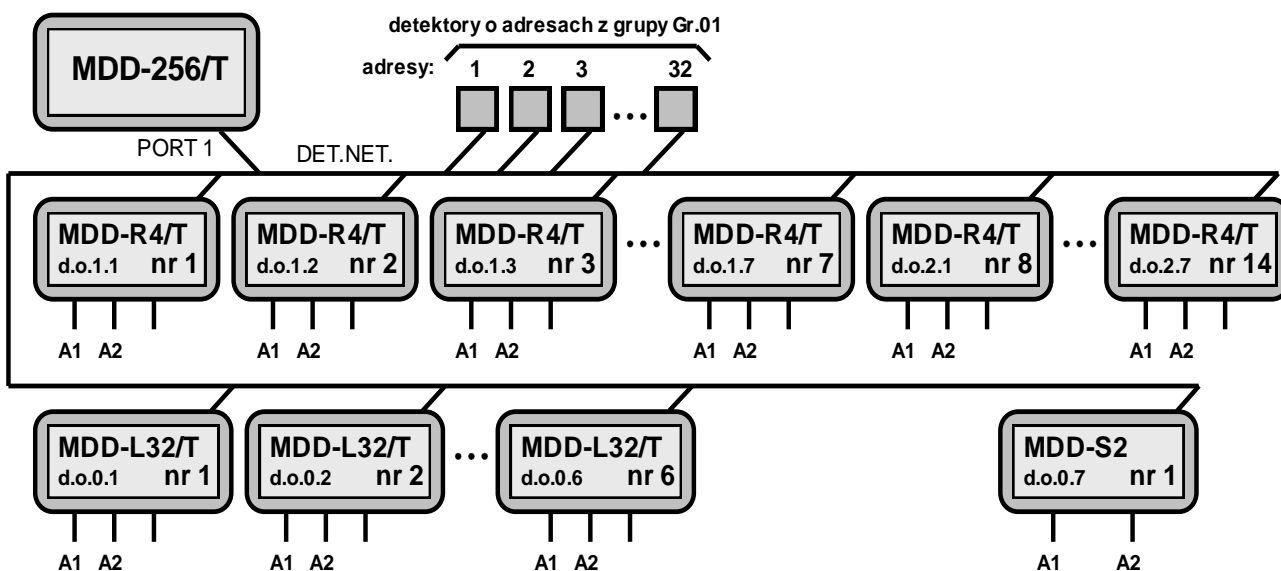 detektory o adresach z grupy Gr.01
MDD-256/T
adresy: 1 2 3 ... 32
PORT 1 DET.NET.
MDD-R4/T
d.o.1.1 nr 1
A1 A2
MDD-R4/T
d.o.1.2 nr 2
A1 A2
MDD-R4/T
d.o.1.3 nr 3
A1 A2
...
MDD-R4/T
d.o.1.7 nr 7
A1 A2
MDD-R4/T
d.o.2.1 nr 8
A1 A2
...
MDD-R4/T
d.o.2.7 nr 14
A1 A2
MDD-L32/T
d.o.0.1 nr 1
A1 A2
MDD-L32/T
d.o.0.2 nr 2
A1 A2
...
MDD-L32/T
d.o.0.6 nr 6
A1 A2
MDD-S2
d.o.0.7 nr 1
A1 A2